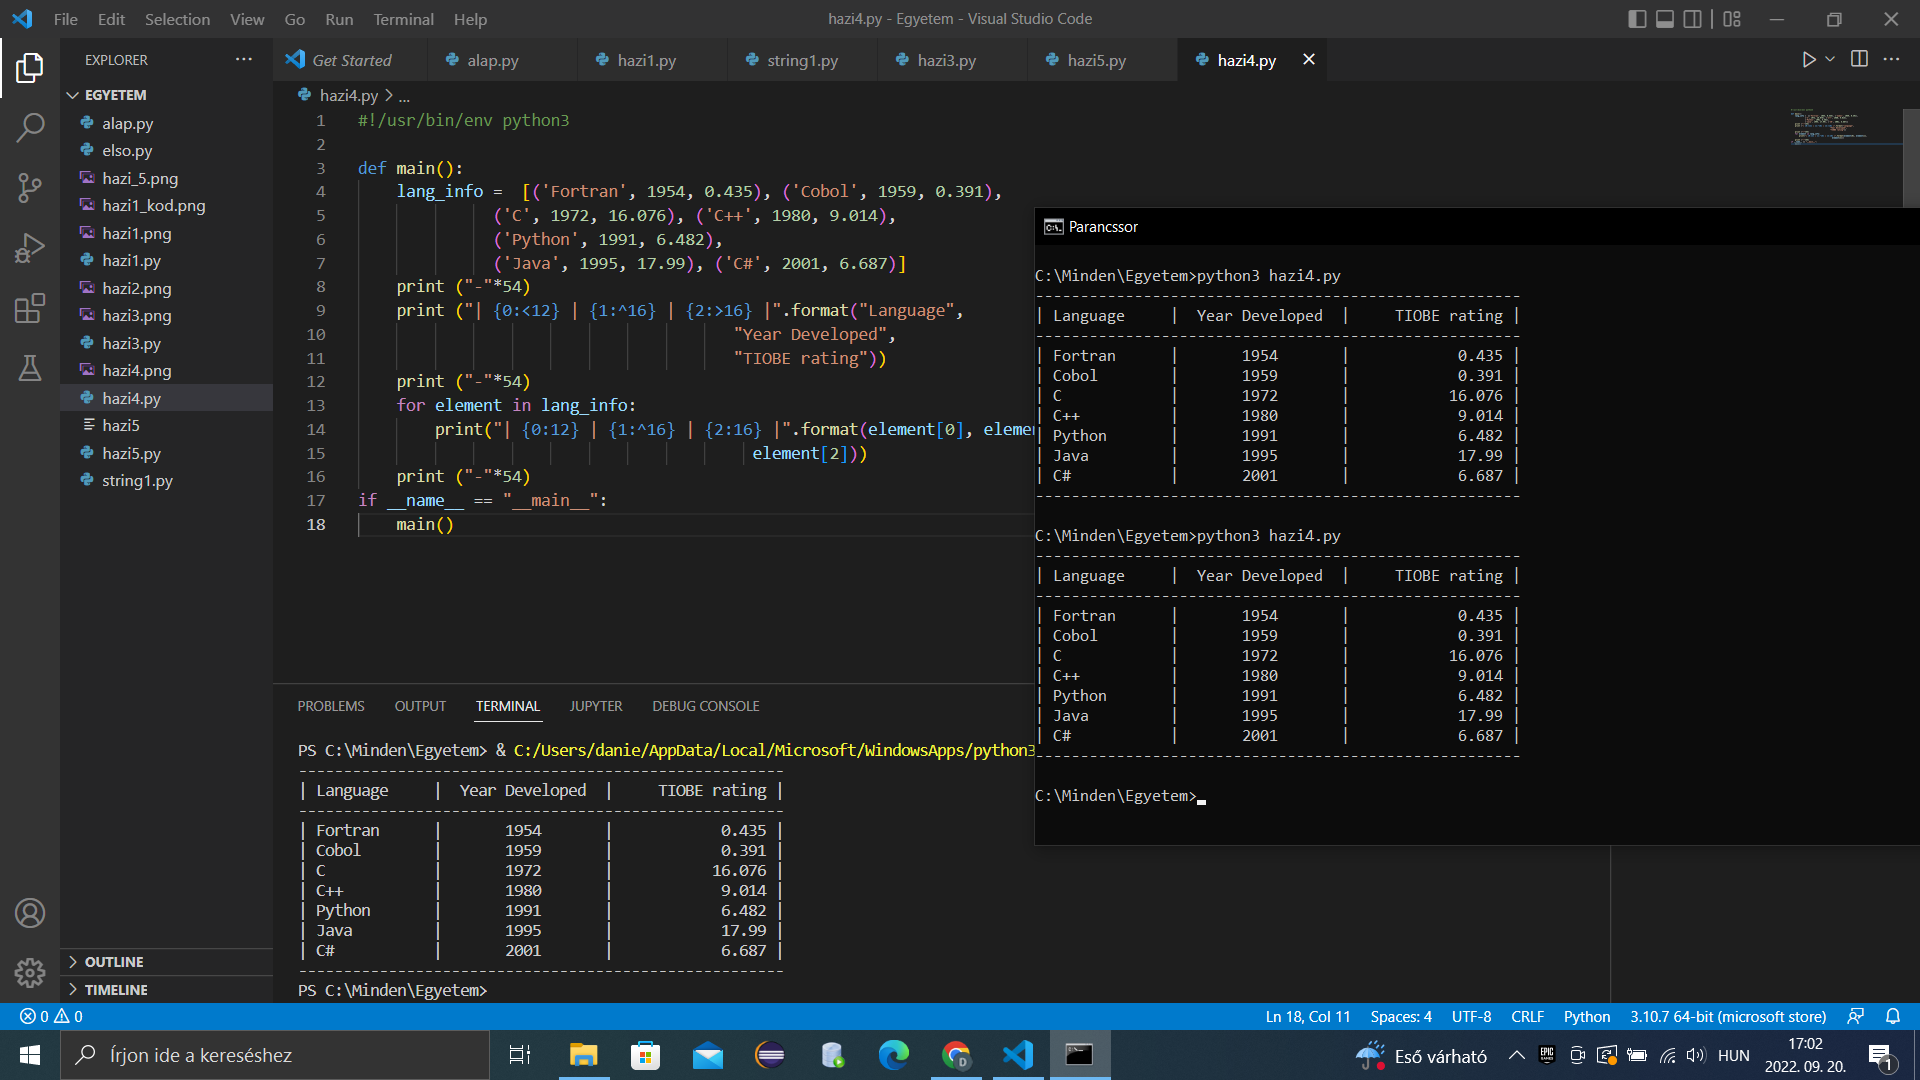 File Edit Selection View Go Run Terminal Help
hazi4.py - Egyetem - Visual Studio Code
EXPLORER
EGYETEM
alap.py
elso.py
hazi_5.png
hazi1_kod.png
hazi1.png
hazi1.py
hazi2.png
hazi3.png
hazi3.py
hazi4.png
hazi4.py
hazi5
hazi5.py
string1.py
OUTLINE
TIMELINE
Get Started alap.py hazi1.py string1.py hazi3.py hazi5.py hazi4.py
hazi4.py > ...
1 #!/usr/bin/env python3
2
3 def main():
4     lang_info =  [('Fortran', 1954, 0.435), ('Cobol', 1959, 0.391),
5               ('C', 1972, 16.076), ('C++', 1980, 9.014),
6               ('Python', 1991, 6.482),
7               ('Java', 1995, 17.99), ('C#', 2001, 6.687)]
8     print ("-"*54)
9     print ("| {0:<12} | {1:^16} | {2:>16} |".format("Language",
10                                        "Year Developed",
11                                        "TIOBE rating"))
12     print ("-"*54)
13     for element in lang_info:
14         print("| {0:12} | {1:^16} | {2:16} |".format(element[0], elemen
15                                          element[2]))
16     print ("-"*54)
17 if __name__ == "__main__":
18     main()
PROBLEMS OUTPUT TERMINAL JUPYTER DEBUG CONSOLE
PS C:\Minden\Egyetem> & C:/Users/danie/AppData/Local/Microsoft/WindowsApps/python3
------------------------------------------------------
| Language     |  Year Developed  |     TIOBE rating |
------------------------------------------------------
| Fortran      |       1954       |            0.435 |
| Cobol        |       1959       |            0.391 |
| C            |       1972       |           16.076 |
| C++          |       1980       |            9.014 |
| Python       |       1991       |            6.482 |
| Java         |       1995       |            17.99 |
| C#           |       2001       |            6.687 |
------------------------------------------------------
PS C:\Minden\Egyetem>
Parancssor
C:\Minden\Egyetem>python3 hazi4.py
------------------------------------------------------
| Language     |  Year Developed  |     TIOBE rating |
------------------------------------------------------
| Fortran      |       1954       |            0.435 |
| Cobol        |       1959       |            0.391 |
| C            |       1972       |           16.076 |
| C++          |       1980       |            9.014 |
| Python       |       1991       |            6.482 |
| Java         |       1995       |            17.99 |
| C#           |       2001       |            6.687 |
------------------------------------------------------
C:\Minden\Egyetem>python3 hazi4.py
------------------------------------------------------
| Language     |  Year Developed  |     TIOBE rating |
------------------------------------------------------
| Fortran      |       1954       |            0.435 |
| Cobol        |       1959       |            0.391 |
| C            |       1972       |           16.076 |
| C++          |       1980       |            9.014 |
| Python       |       1991       |            6.482 |
| Java         |       1995       |            17.99 |
| C#           |       2001       |            6.687 |
------------------------------------------------------
C:\Minden\Egyetem>
0 0
Ln 18, Col 11 Spaces: 4 UTF-8 CRLF Python 3.10.7 64-bit (microsoft store)
Írjon ide a kereséshez
Eső várható
HUN
17:02
2022. 09. 20.
1